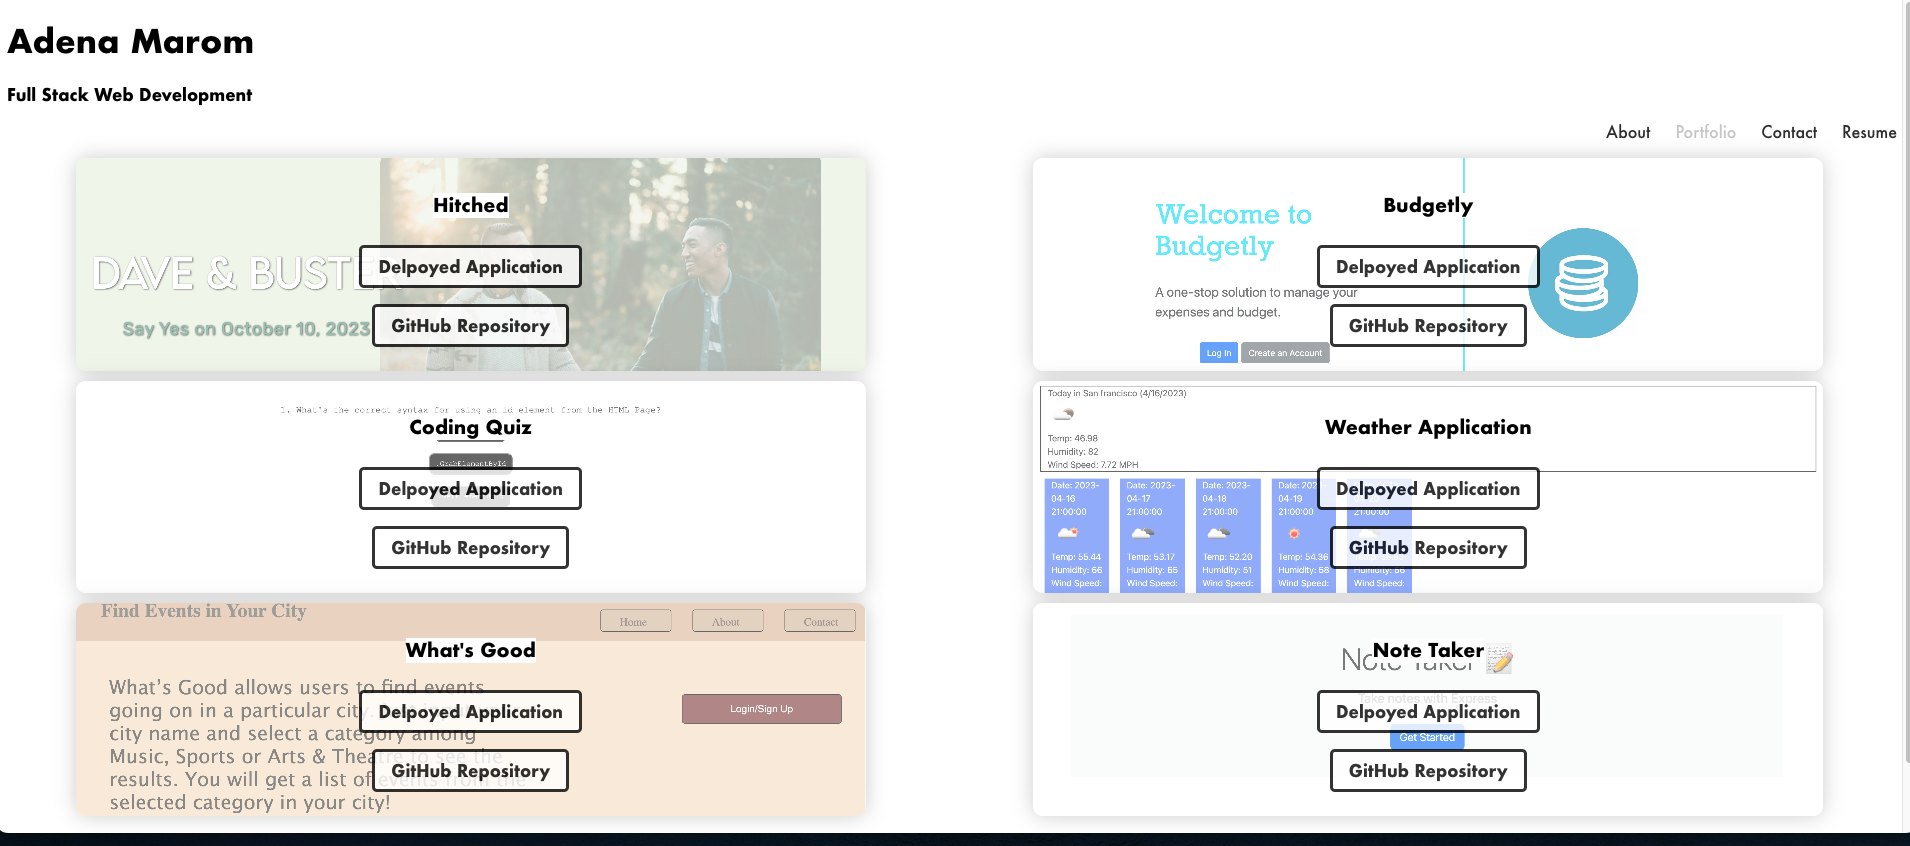 Adena Marom
Full Stack Web Development
About Portfolio Contact Resume
Hitched
DAVE & BUSTER
Say Yes on October 10, 2023
Delpoyed Application
GitHub Repository
Budgetly
Welcome to
Budgetly
A one-stop solution to manage your
expenses and budget.
Log In Create an Account
Delpoyed Application
GitHub Repository
1. What's the correct syntax for using an id element from the HTML Page?
Coding Quiz
.GrabElementById
Delpoyed Application
GitHub Repository
Today in San francisco (4/16/2023)
Temp: 46.98
Humidity: 82
Wind Speed: 7.72 MPH
Weather Application
Date: 2023-
04-16
21:00:00
Temp: 55.44
Humidity: 66
Wind Speed:
Date: 2023-
04-17
21:00:00
Temp: 53.17
Humidity: 65
Wind Speed:
Date: 2023-
04-18
21:00:00
Temp: 52.20
Humidity: 51
Wind Speed:
Date: 2023-
04-19
21:00:00
Temp: 54.36
Humidity: 58
Wind Speed:
21:00:00
Wind Speed:
Delpoyed Application
GitHub Repository
Find Events in Your City
Home About Contact
What's Good
What's Good allows users to find events
going on in a particular city.
city name and select a category among
Music, Sports or Arts & Theatre to see the
results. You will get a list of events from the
selected category in your city!
Login/Sign Up
Delpoyed Application
GitHub Repository
Note Taker
Note Taker
Take notes with Express
Get Started
Delpoyed Application
GitHub Repository